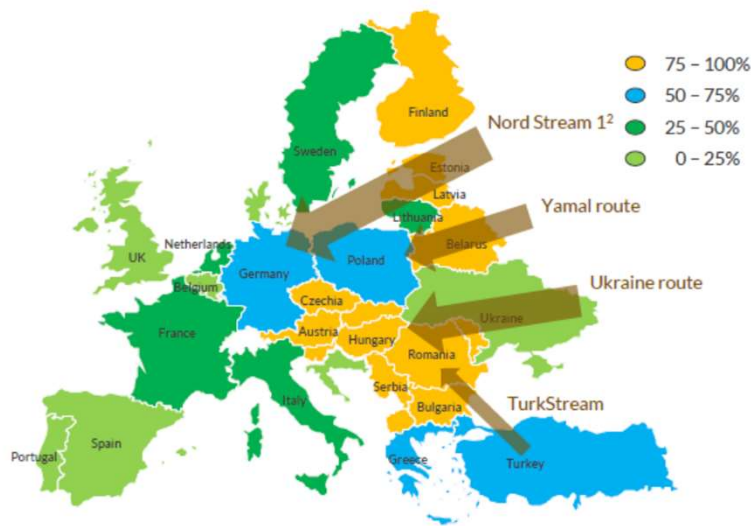 75 – 100%
50 – 75%
25 – 50%
0 – 25%
Finland
Nord Stream 1²
Sweden
Estonia
Latvia
Lithuania
Yamal route
Belarus
Netherlands
UK
Germany
Poland
Belgium
Ukraine route
Czechia
Ukraine
France
Austria
Hungary
Romania
Serbia
Italy
TurkStream
Bulgaria
Spain
Portugal
Greece
Turkey